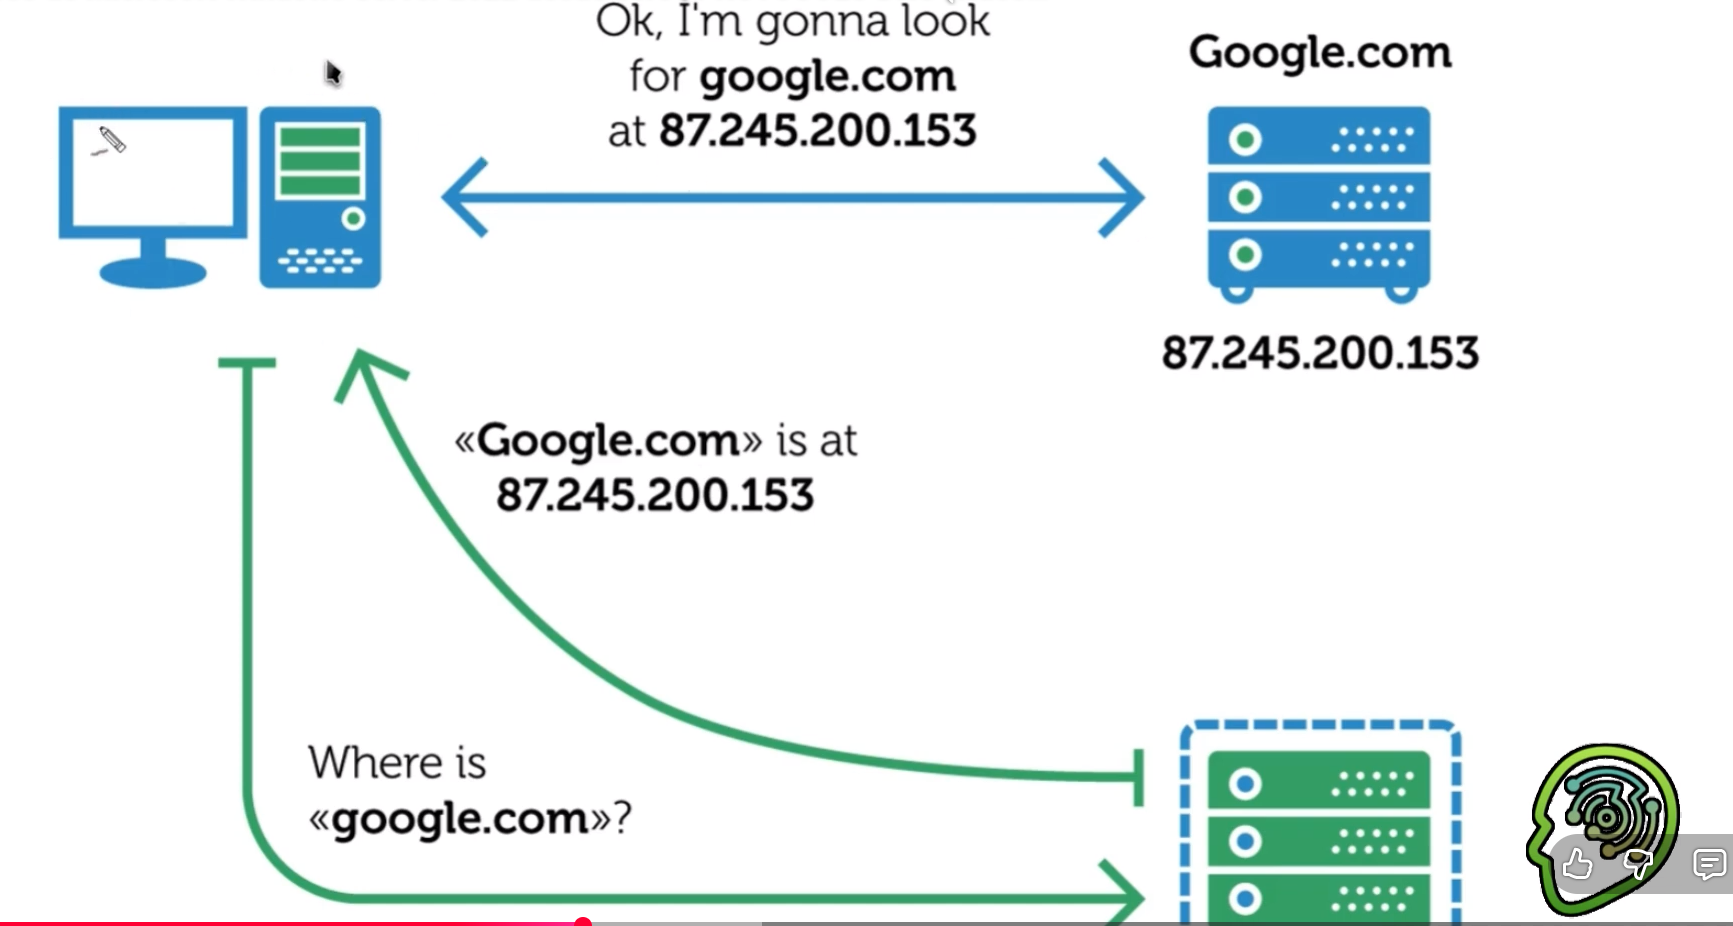 Ok, I'm gonna look
for google.com
at 87.245.200.153
Google.com
87.245.200.153
«Google.com» is at
87.245.200.153
Where is
«google.com»?